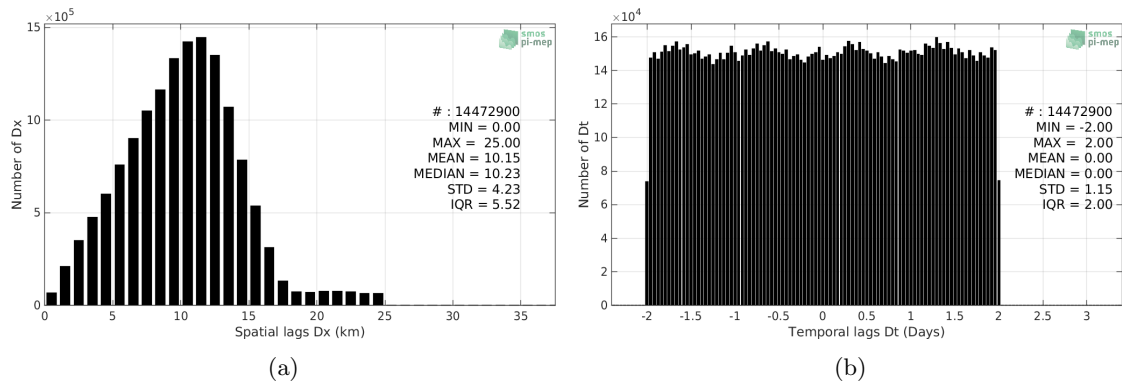 ×10⁵
15
10
5
0
Number of Dx
smos
pi-mep
# : 14472900
MIN = 0.00
MAX = 25.00
MEAN = 10.15
MEDIAN = 10.23
STD = 4.23
IQR = 5.52
0 5 10 15 20 25 30 35
Spatial lags Dx (km)
(a)
×10⁴
16
14
12
10
8
6
4
2
0
Number of Dt
smos
pi-mep
# : 14472900
MIN = -2.00
MAX = 2.00
MEAN = 0.00
MEDIAN = 0.00
STD = 1.15
IQR = 2.00
-2 -1.5 -1 -0.5 0 0.5 1 1.5 2 2.5 3
Temporal lags Dt (Days)
(b)